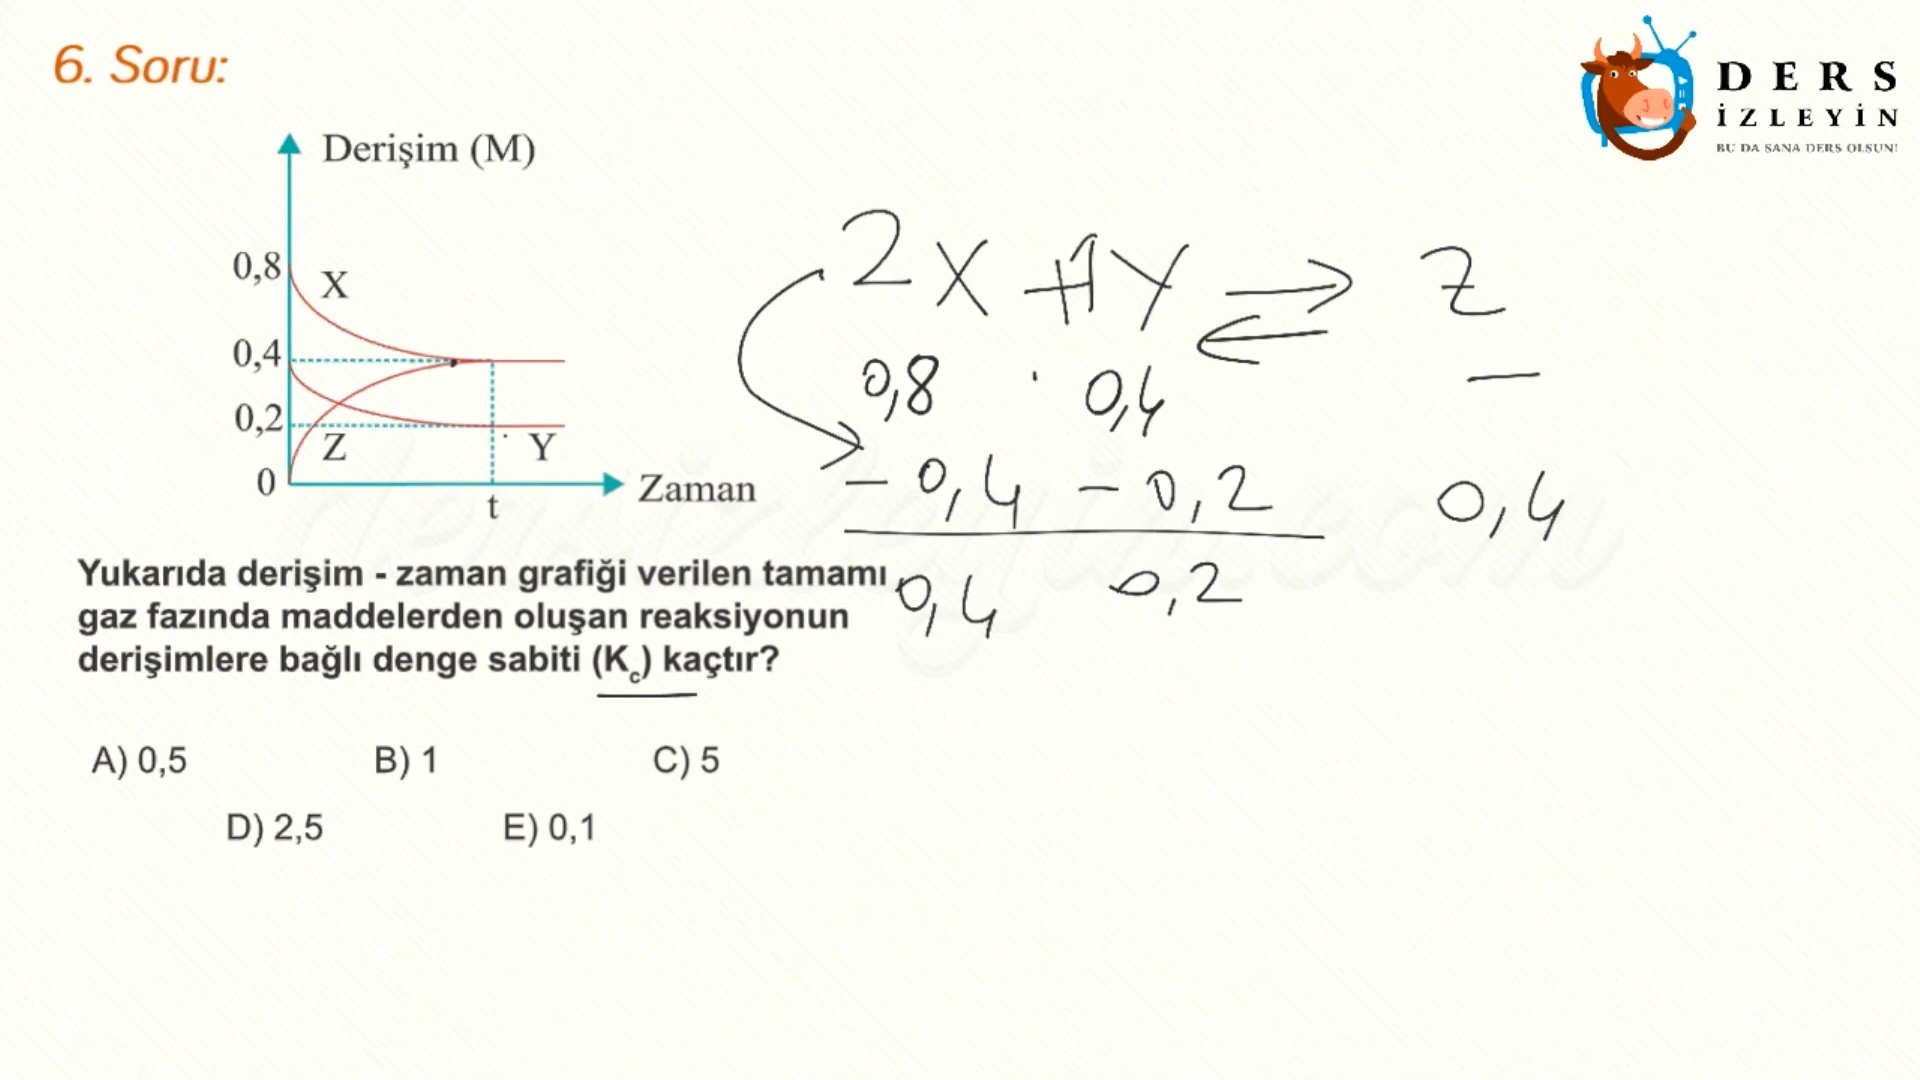 6. Soru:
DERS
İZLEYİN
BU DA SANA DERS OLSUN!
Derişim (M)
0,8
X
0,4
0,2
Z
Y
0
t
Zaman
2X + 1Y ⇌ Z
0,8 0,4 —
- 0,4 - 0,2 0,4
0,4 0,2
Yukarıda derişim - zaman grafiği verilen tamamı
gaz fazında maddelerden oluşan reaksiyonun
derişimlere bağlı denge sabiti (Kc) kaçtır?
A) 0,5 B) 1 C) 5
D) 2,5 E) 0,1